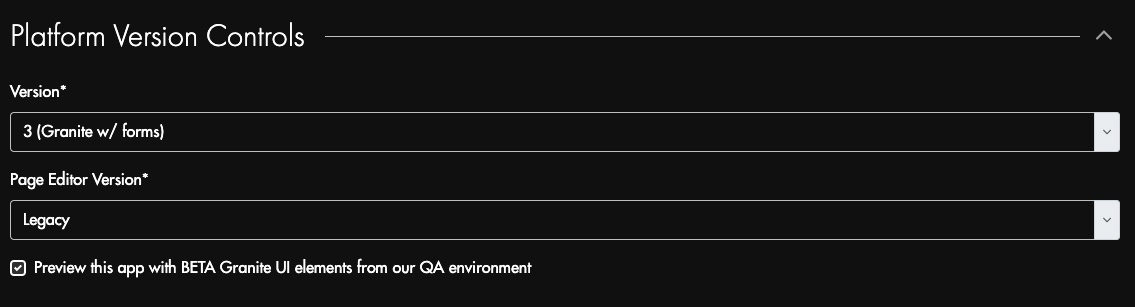 Platform Version Controls
Version*
3 (Granite w/ forms)
Page Editor Version*
Legacy
Preview this app with BETA Granite UI elements from our QA environment